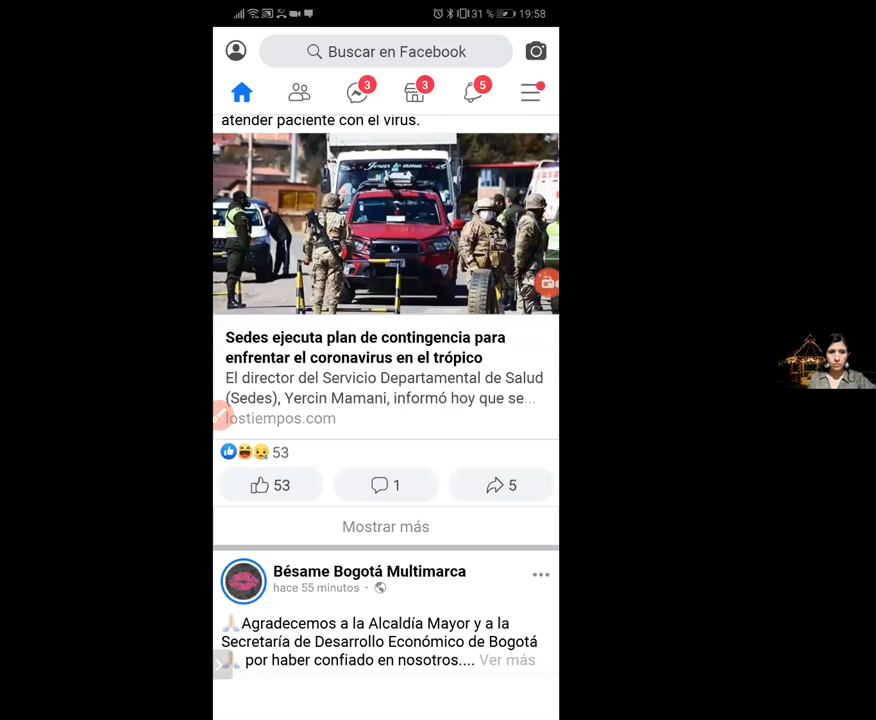 31 % 19:58
Buscar en Facebook
3 3 5
atender paciente con el virus.
Jesús te ama
Sedes ejecuta plan de contingencia para
enfrentar el coronavirus en el trópico
El director del Servicio Departamental de Salud
(Sedes), Yercin Mamani, informó hoy que se...
lostiempos.com
53
53 1 5
Mostrar más
Bésame Bogotá Multimarca
hace 55 minutos ·
Agradecemos a la Alcaldía Mayor y a la
Secretaría de Desarrollo Económico de Bogotá
por haber confiado en nosotros.... Ver más